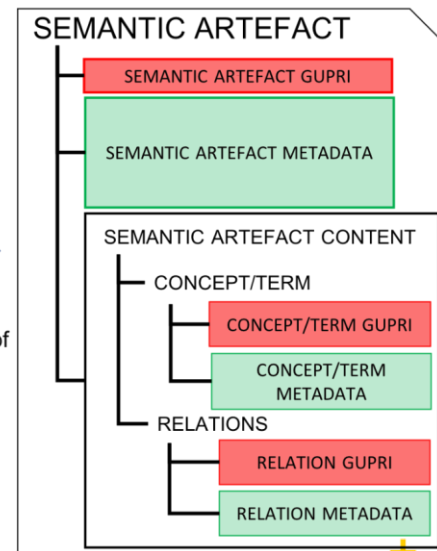 SEMANTIC ARTEFACT
SEMANTIC ARTEFACT GUPRI
SEMANTIC ARTEFACT METADATA
SEMANTIC ARTEFACT CONTENT
CONCEPT/TERM
of
CONCEPT/TERM GUPRI
CONCEPT/TERM
METADATA
RELATIONS
RELATION GUPRI
RELATION METADATA